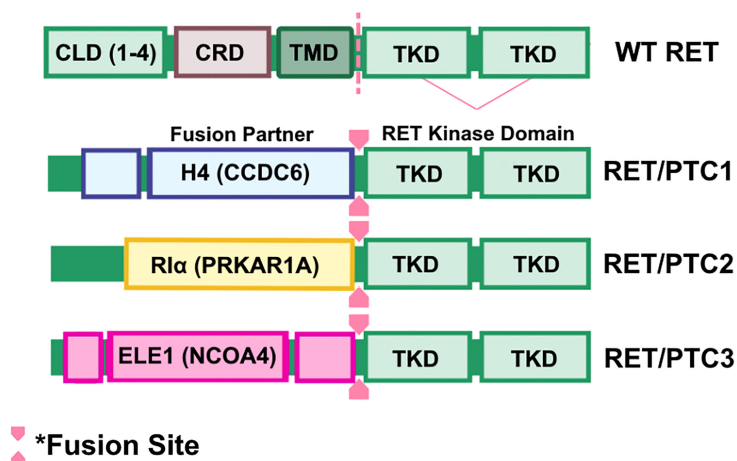 CLD (1-4) CRD TMD TKD TKD WT RET
Fusion Partner RET Kinase Domain
H4 (CCDC6) TKD TKD RET/PTC1
RIα (PRKAR1A) TKD TKD RET/PTC2
ELE1 (NCOA4) TKD TKD RET/PTC3
*Fusion Site